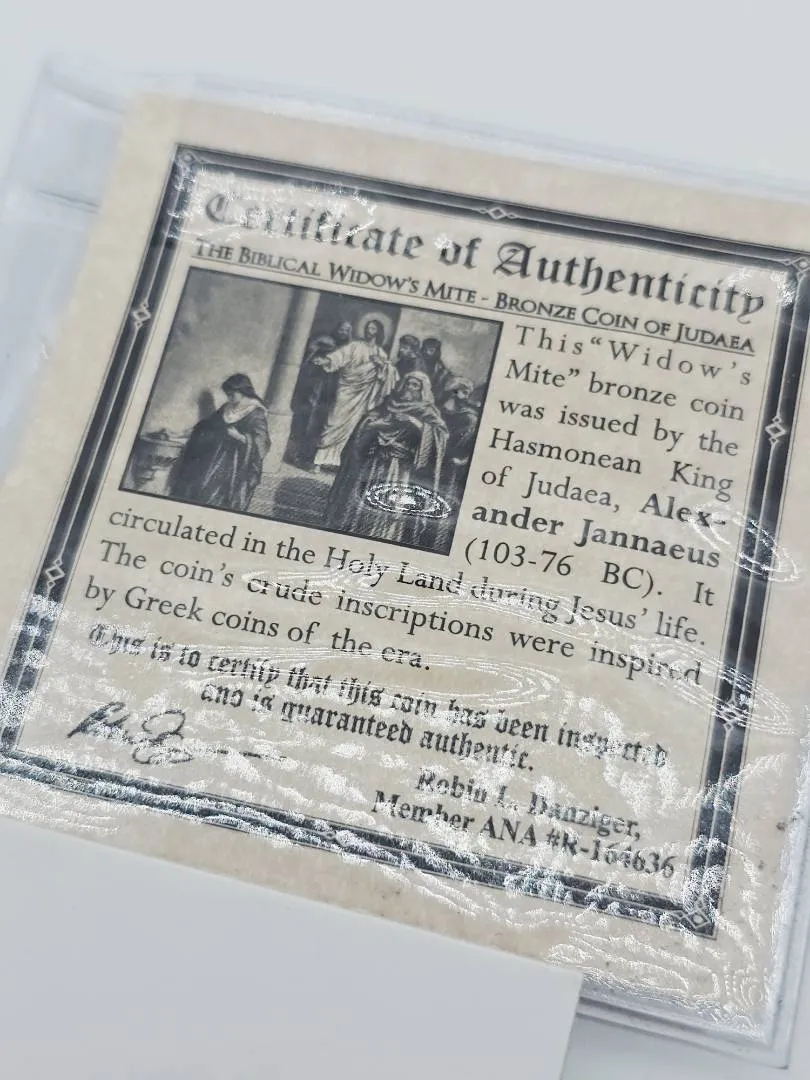 Certificate of Authenticity
THE BIBLICAL WIDOW'S MITE - BRONZE COIN OF JUDAEA
This "Widow's
Mite" bronze coin
was issued by the
Hasmonean King
of Judaea, Alex-
ander Jannaeus
(103-76 BC). It
circulated in the Holy Land during Jesus' life.
The coin's crude inscriptions were inspired
by Greek coins of the era.
This is to certify that this coin has been inspected
and is guaranteed authentic.
Robin L. Danziger,
Member ANA #R-164636